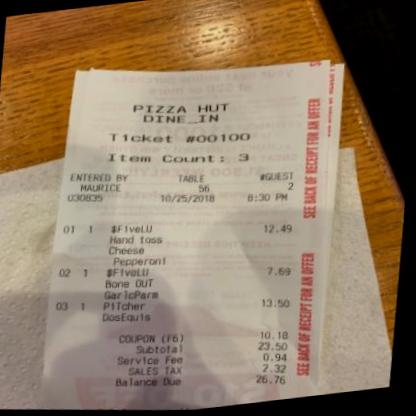 PIZZA HUT
DINE_IN
Ticket #00100
Item Count: 3
ENTERED BY TABLE #GUEST
MAURICE 56 2
030835 10/25/2018 8:30 PM
01 1 $FiveLU 12.49
Hand toss
Cheese
Pepperoni
02 1 $FiveLU 7.69
Bone OUT
GarlcParm
03 1 Pitcher 13.50
DosEquis
COUPON (F6) 10.18
Subtotal 23.50
Service Fee 0.94
SALES TAX 2.32
Balance Due 26.76
SEE BACK OF RECEIPT FOR AN OFFER
SEE BACK OF RECEIPT FOR AN OFFER